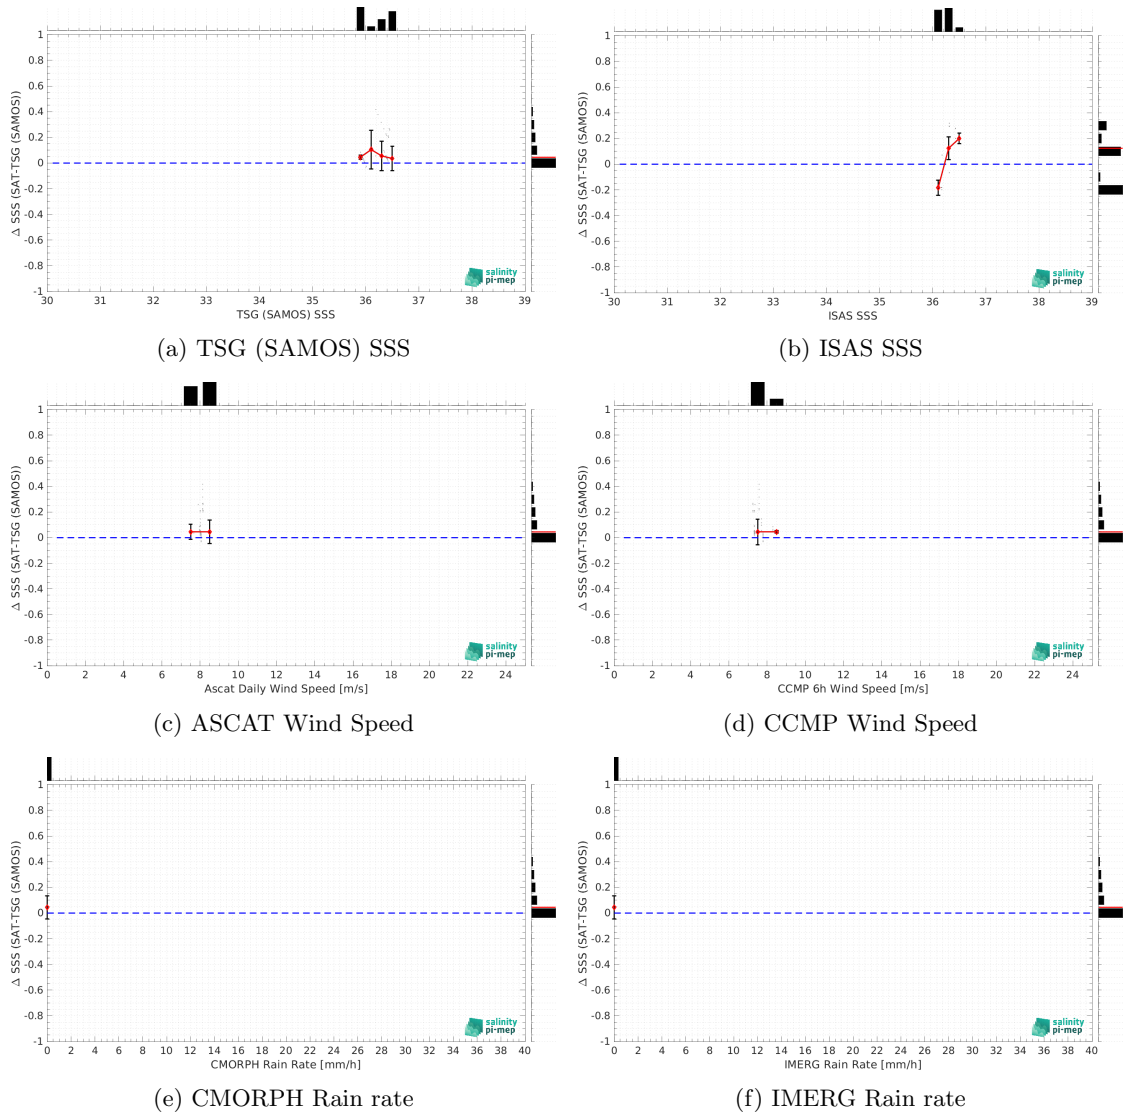 1
0.8
0.6
0.4
0.2
0
-0.2
-0.4
-0.6
-0.8
-1
Δ SSS (SAT-TSG (SAMOS))
30 31 32 33 34 35 36 37 38 39
TSG (SAMOS) SSS
salinity
pi-mep
(a) TSG (SAMOS) SSS
1
0.8
0.6
0.4
0.2
0
-0.2
-0.4
-0.6
-0.8
-1
Δ SSS (SAT-TSG (SAMOS))
30 31 32 33 34 35 36 37 38 39
ISAS SSS
salinity
pi-mep
(b) ISAS SSS
1
0.8
0.6
0.4
0.2
0
-0.2
-0.4
-0.6
-0.8
-1
Δ SSS (SAT-TSG (SAMOS))
0 2 4 6 8 10 12 14 16 18 20 22 24
Ascat Daily Wind Speed [m/s]
salinity
pi-mep
(c) ASCAT Wind Speed
1
0.8
0.6
0.4
0.2
0
-0.2
-0.4
-0.6
-0.8
-1
Δ SSS (SAT-TSG (SAMOS))
0 2 4 6 8 10 12 14 16 18 20 22 24
CCMP 6h Wind Speed [m/s]
salinity
pi-mep
(d) CCMP Wind Speed
1
0.8
0.6
0.4
0.2
0
-0.2
-0.4
-0.6
-0.8
-1
Δ SSS (SAT-TSG (SAMOS))
0 2 4 6 8 10 12 14 16 18 20 22 24 26 28 30 32 34 36 38 40
CMORPH Rain Rate [mm/h]
salinity
pi-mep
(e) CMORPH Rain rate
1
0.8
0.6
0.4
0.2
0
-0.2
-0.4
-0.6
-0.8
-1
Δ SSS (SAT-TSG (SAMOS))
0 2 4 6 8 10 12 14 16 18 20 22 24 26 28 30 32 34 36 38 40
IMERG Rain Rate [mm/h]
salinity
pi-mep
(f) IMERG Rain rate